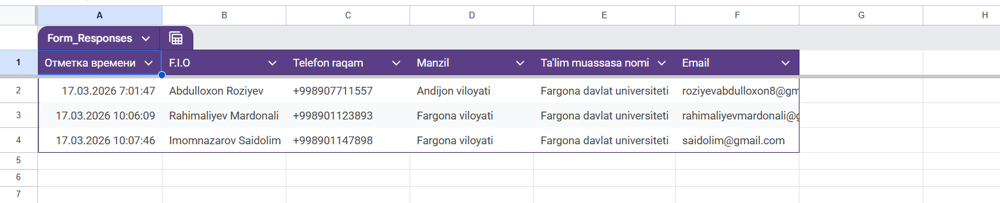 A B C D E F G H
Form_Responses
1 Отметка времени F.I.O Telefon raqam Manzil Ta'lim muassasa nomi Email
2 17.03.2026 7:01:47 Abdulloxon Roziyev +998907711557 Andijon viloyati Fargona davlat universiteti roziyevabdulloxon8@gm
3 17.03.2026 10:06:09 Rahimaliyev Mardonali +998901123893 Fargona viloyati Fargona davlat universiteti rahimaliyevmardonali@g
4 17.03.2026 10:07:46 Imomnazarov Saidolim +998901147898 Fargona viloyati Fargona davlat universiteti saidolim@gmail.com
5
6
7